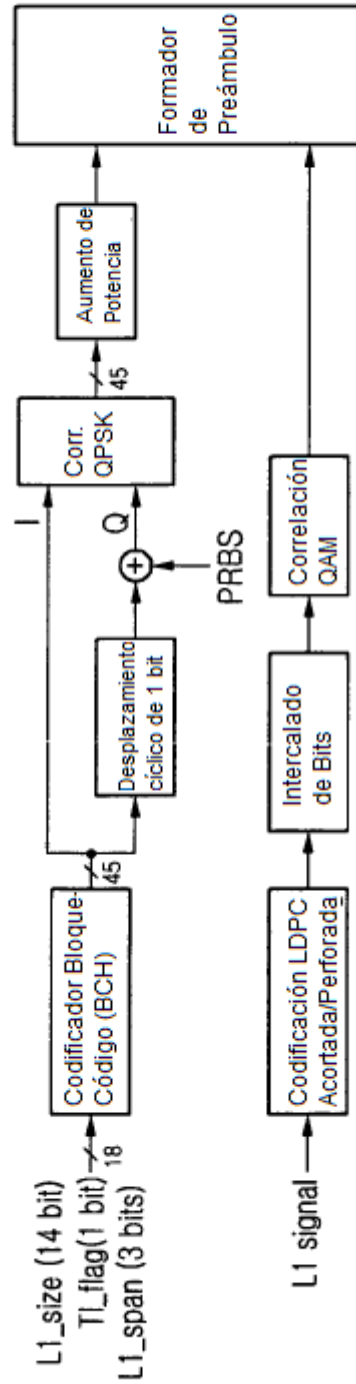 L1_size (14 bit)
TI_flag(1 bit)
L1_span (3 bits)
18
Codificador Bloque-
Código (BCH)
45
Desplazamiento
cíclico de 1 bit
I
Q
PRBS
Corr.
QPSK
45
Aumento de
Potencia
Formador
de
Preámbulo
L1 signal
Codificación LDPC
Acortada/Perforada
Intercalado
de Bits
Correlación
QAM